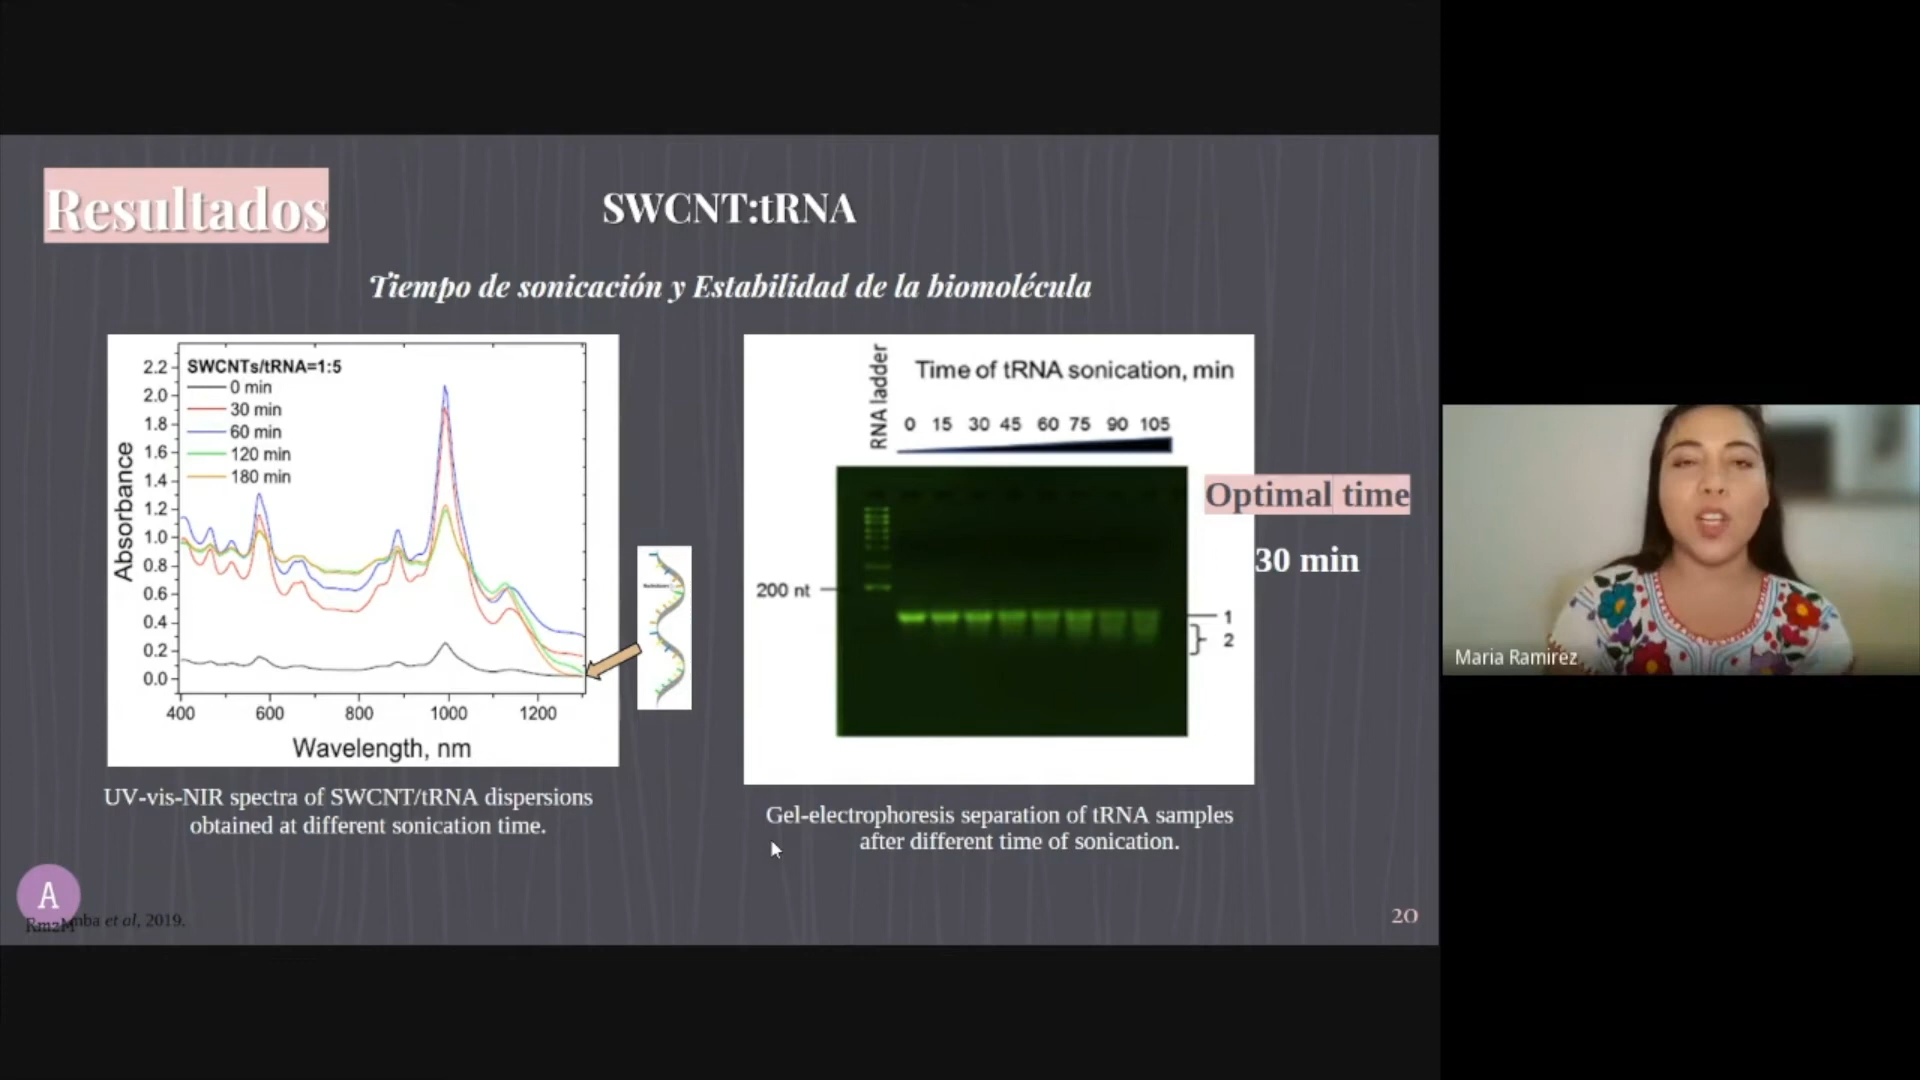 Resultados
SWCNT:tRNA
Tiempo de sonicación y Estabilidad de la biomolécula
SWCNTs/tRNA=1:5
0 min
30 min
60 min
120 min
180 min
2.2
2.0
1.8
1.6
1.4
1.2
1.0
0.8
0.6
0.4
0.2
0.0
Absorbance
400 600 800 1000 1200
Wavelength, nm
UV-vis-NIR spectra of SWCNT/tRNA dispersions
obtained at different sonication time.
RNA ladder
Time of tRNA sonication, min
0 15 30 45 60 75 90 105
200 nt
1
2
Gel-electrophoresis separation of tRNA samples
after different time of sonication.
Optimal time
30 min
A
et al, 2019.
20
Maria Ramirez